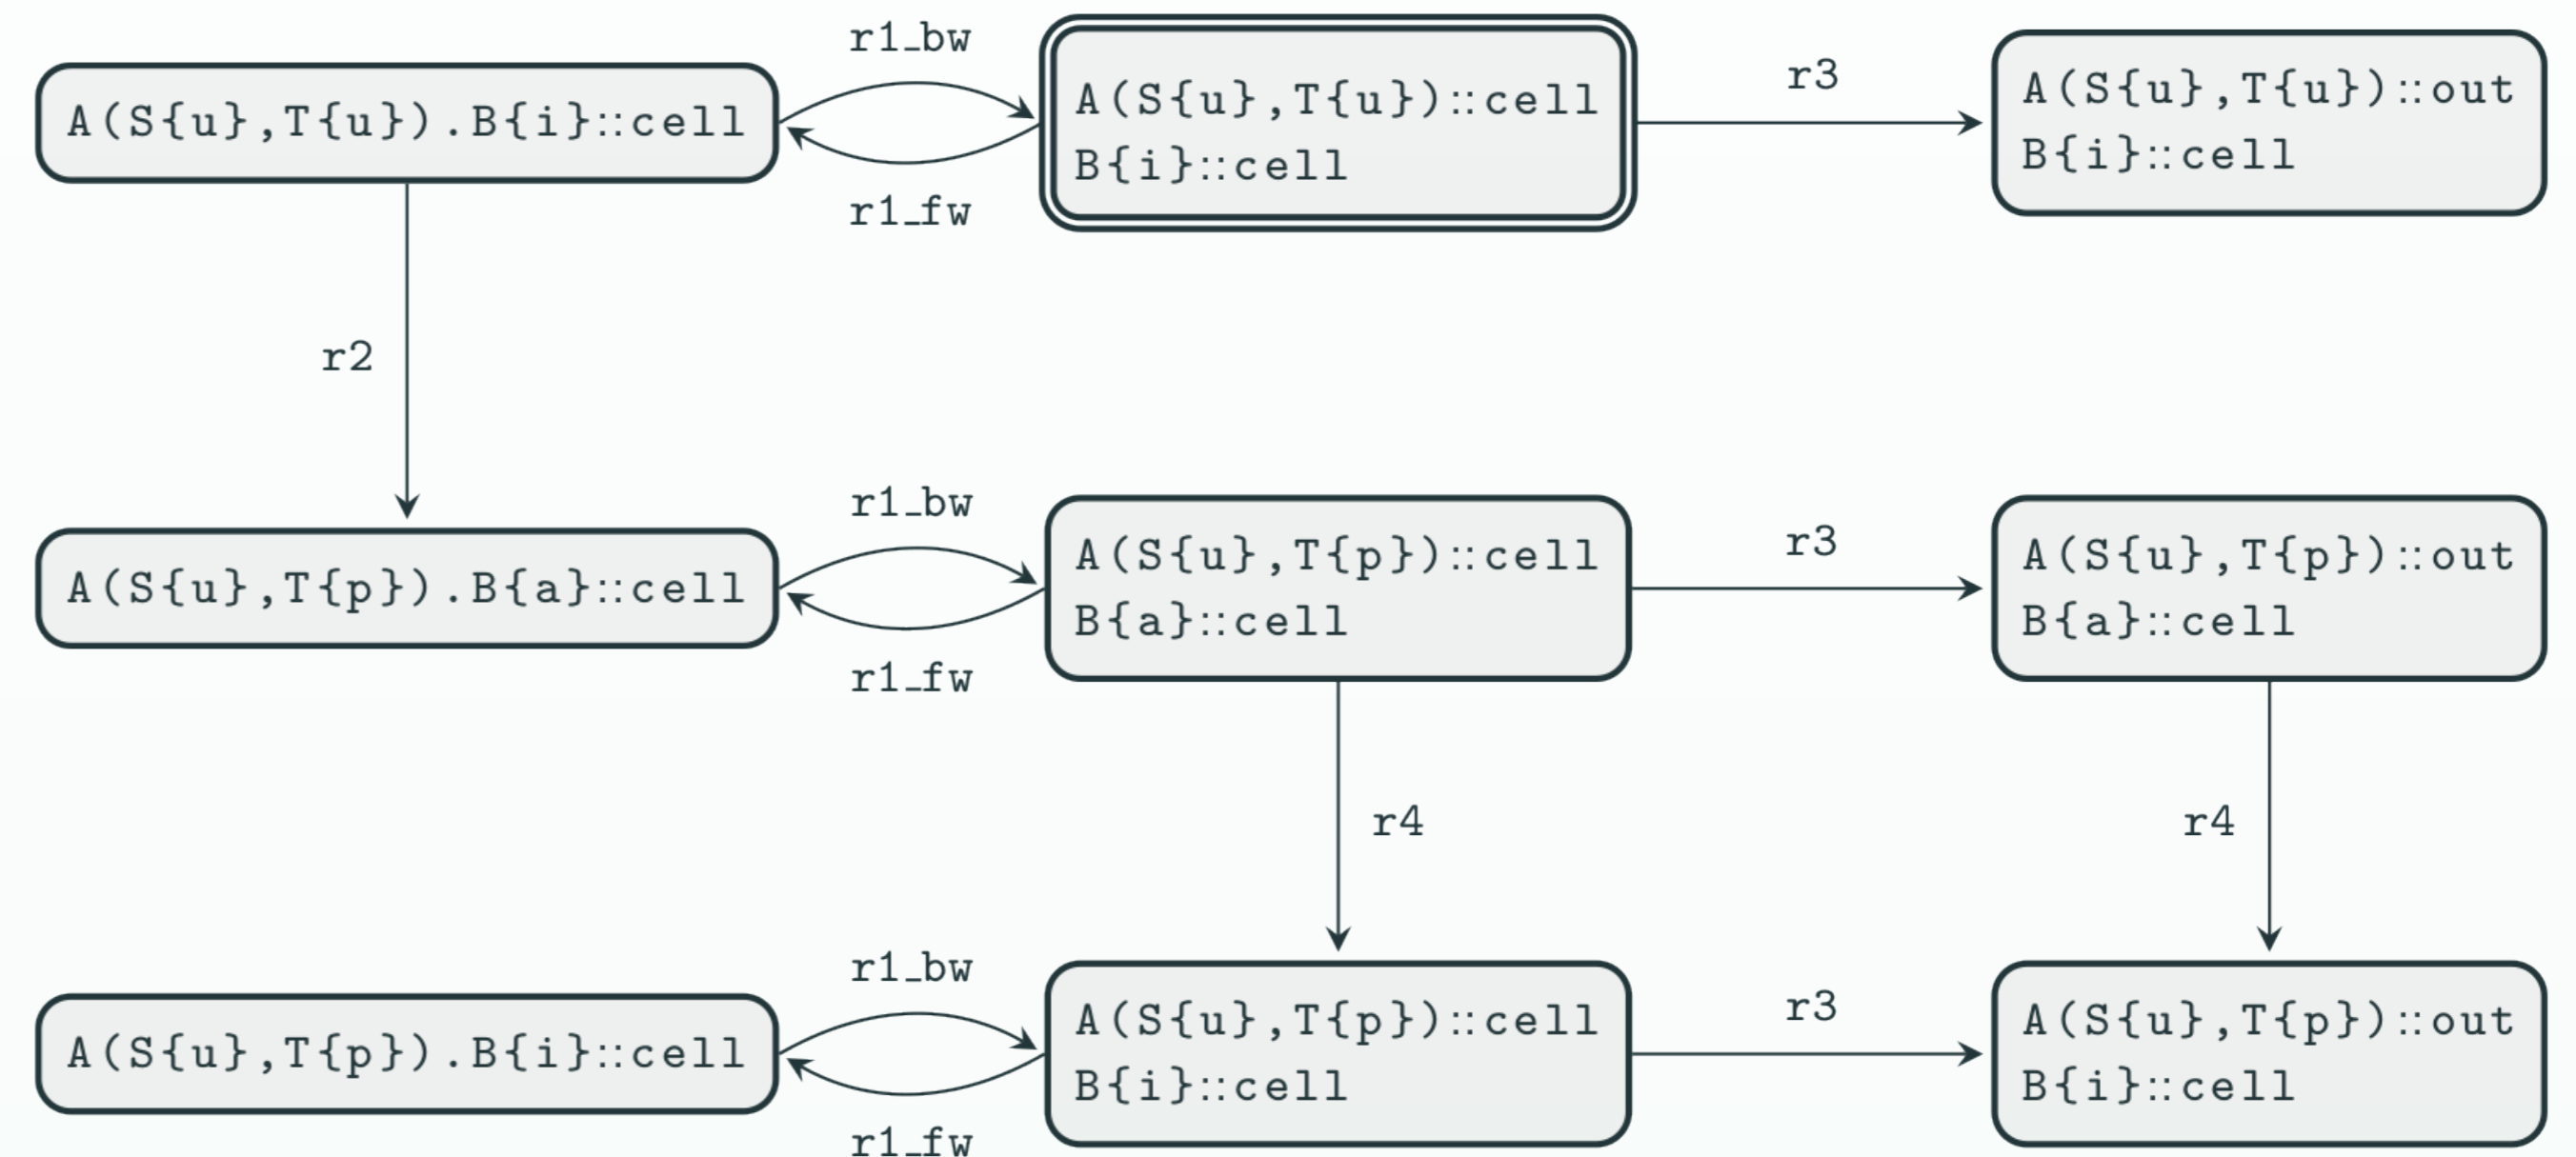 r1_bw
A(S{u},T{u}).B{i}::cell
r1_fw
A(S{u},T{u})::cell
B{i}::cell
r3
A(S{u},T{u})::out
B{i}::cell
r2
r1_bw
A(S{u},T{p}).B{a}::cell
r1_fw
A(S{u},T{p})::cell
B{a}::cell
r3
A(S{u},T{p})::out
B{a}::cell
r4
r4
r1_bw
A(S{u},T{p}).B{i}::cell
r1_fw
A(S{u},T{p})::cell
B{i}::cell
r3
A(S{u},T{p})::out
B{i}::cell